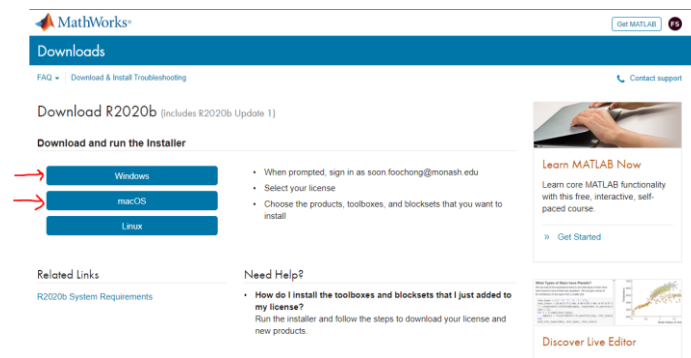 MathWorks®
Get MATLAB
FS
Downloads
FAQ
Download & Install Troubleshooting
Contact support
Download R2020b (includes R2020b Update 1)
Download and run the Installer
Windows
macOS
Linux
• When prompted, sign in as soon.foochong@monash.edu
• Select your license
• Choose the products, toolboxes, and blocksets that you want to
install
Learn MATLAB Now
Learn core MATLAB functionality
with this free, interactive, self-
paced course.
» Get Started
Related Links
R2020b System Requirements
Need Help?
• How do I install the toolboxes and blocksets that I just added to
my license?
Run the installer and follow the steps to download your license and
new products.
Discover Live Editor